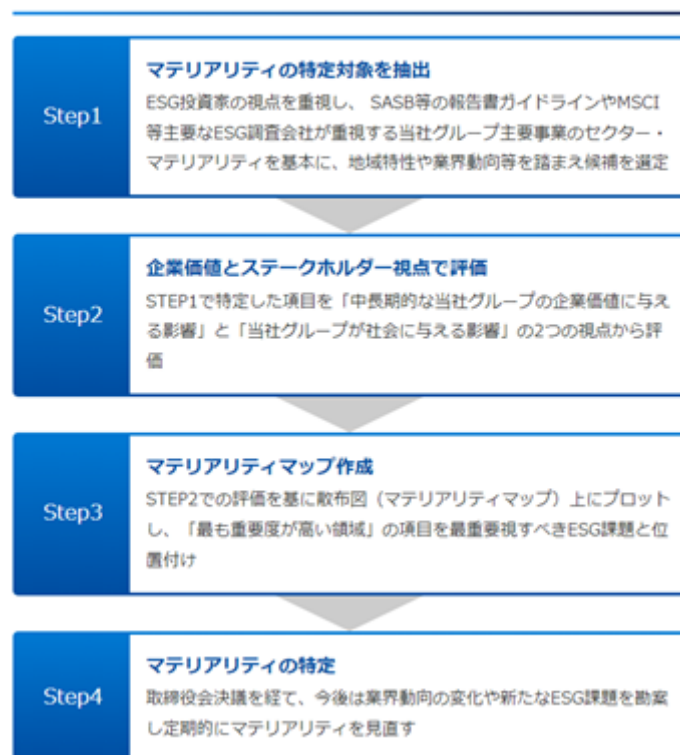 Step1
マテリアリティの特定対象を抽出
ESG投資家の視点を重視し、 SASB等の報告書ガイドラインやMSCI
等主要なESG調査会社が重視する当社グループ主要事業のセクター・
マテリアリティを基本に、地域特性や業界動向等を踏まえ候補を選定
Step2
企業価値とステークホルダー視点で評価
STEP1で特定した項目を「中長期的な当社グループの企業価値に与え
る影響」と「当社グループが社会に与える影響」の2つの視点から評
価
Step3
マテリアリティマップ作成
STEP2での評価を基に散布図（マテリアリティマップ）上にプロット
し、「最も重要度が高い領域」の項目を最重要視すべきESG課題と位
置付け
Step4
マテリアリティの特定
取締役会決議を経て、今後は業界動向の変化や新たなESG課題を勘案
し定期的にマテリアリティを見直す